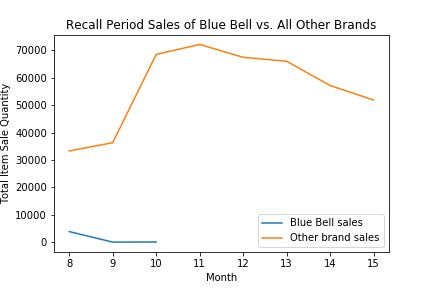 Recall Period Sales of Blue Bell vs. All Other Brands
Total Item Sale Quantity
70000
60000
50000
40000
30000
20000
10000
0
8 9 10 11 12 13 14 15
Month
Blue Bell sales
Other brand sales